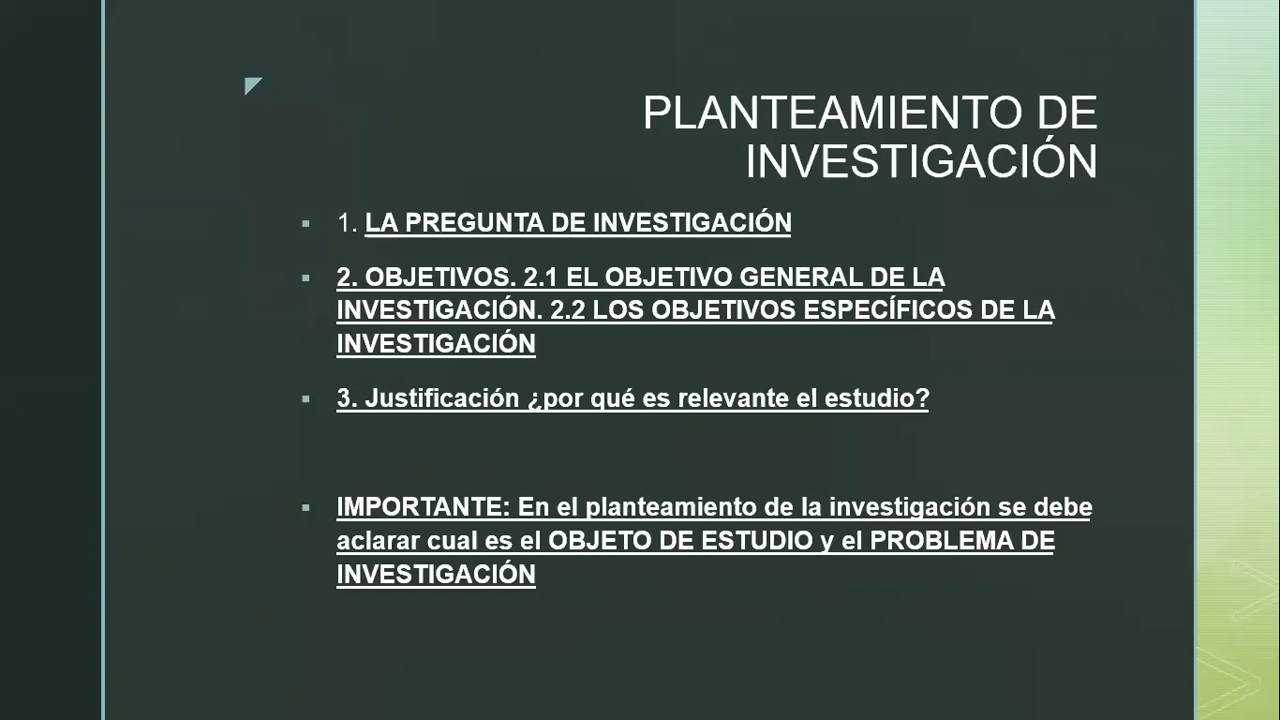 PLANTEAMIENTO DE
INVESTIGACIÓN
1. LA PREGUNTA DE INVESTIGACIÓN
2. OBJETIVOS. 2.1 EL OBJETIVO GENERAL DE LA
INVESTIGACIÓN. 2.2 LOS OBJETIVOS ESPECÍFICOS DE LA
INVESTIGACIÓN
3. Justificación ¿por qué es relevante el estudio?
IMPORTANTE: En el planteamiento de la investigación se debe
aclarar cual es el OBJETO DE ESTUDIO y el PROBLEMA DE
INVESTIGACIÓN